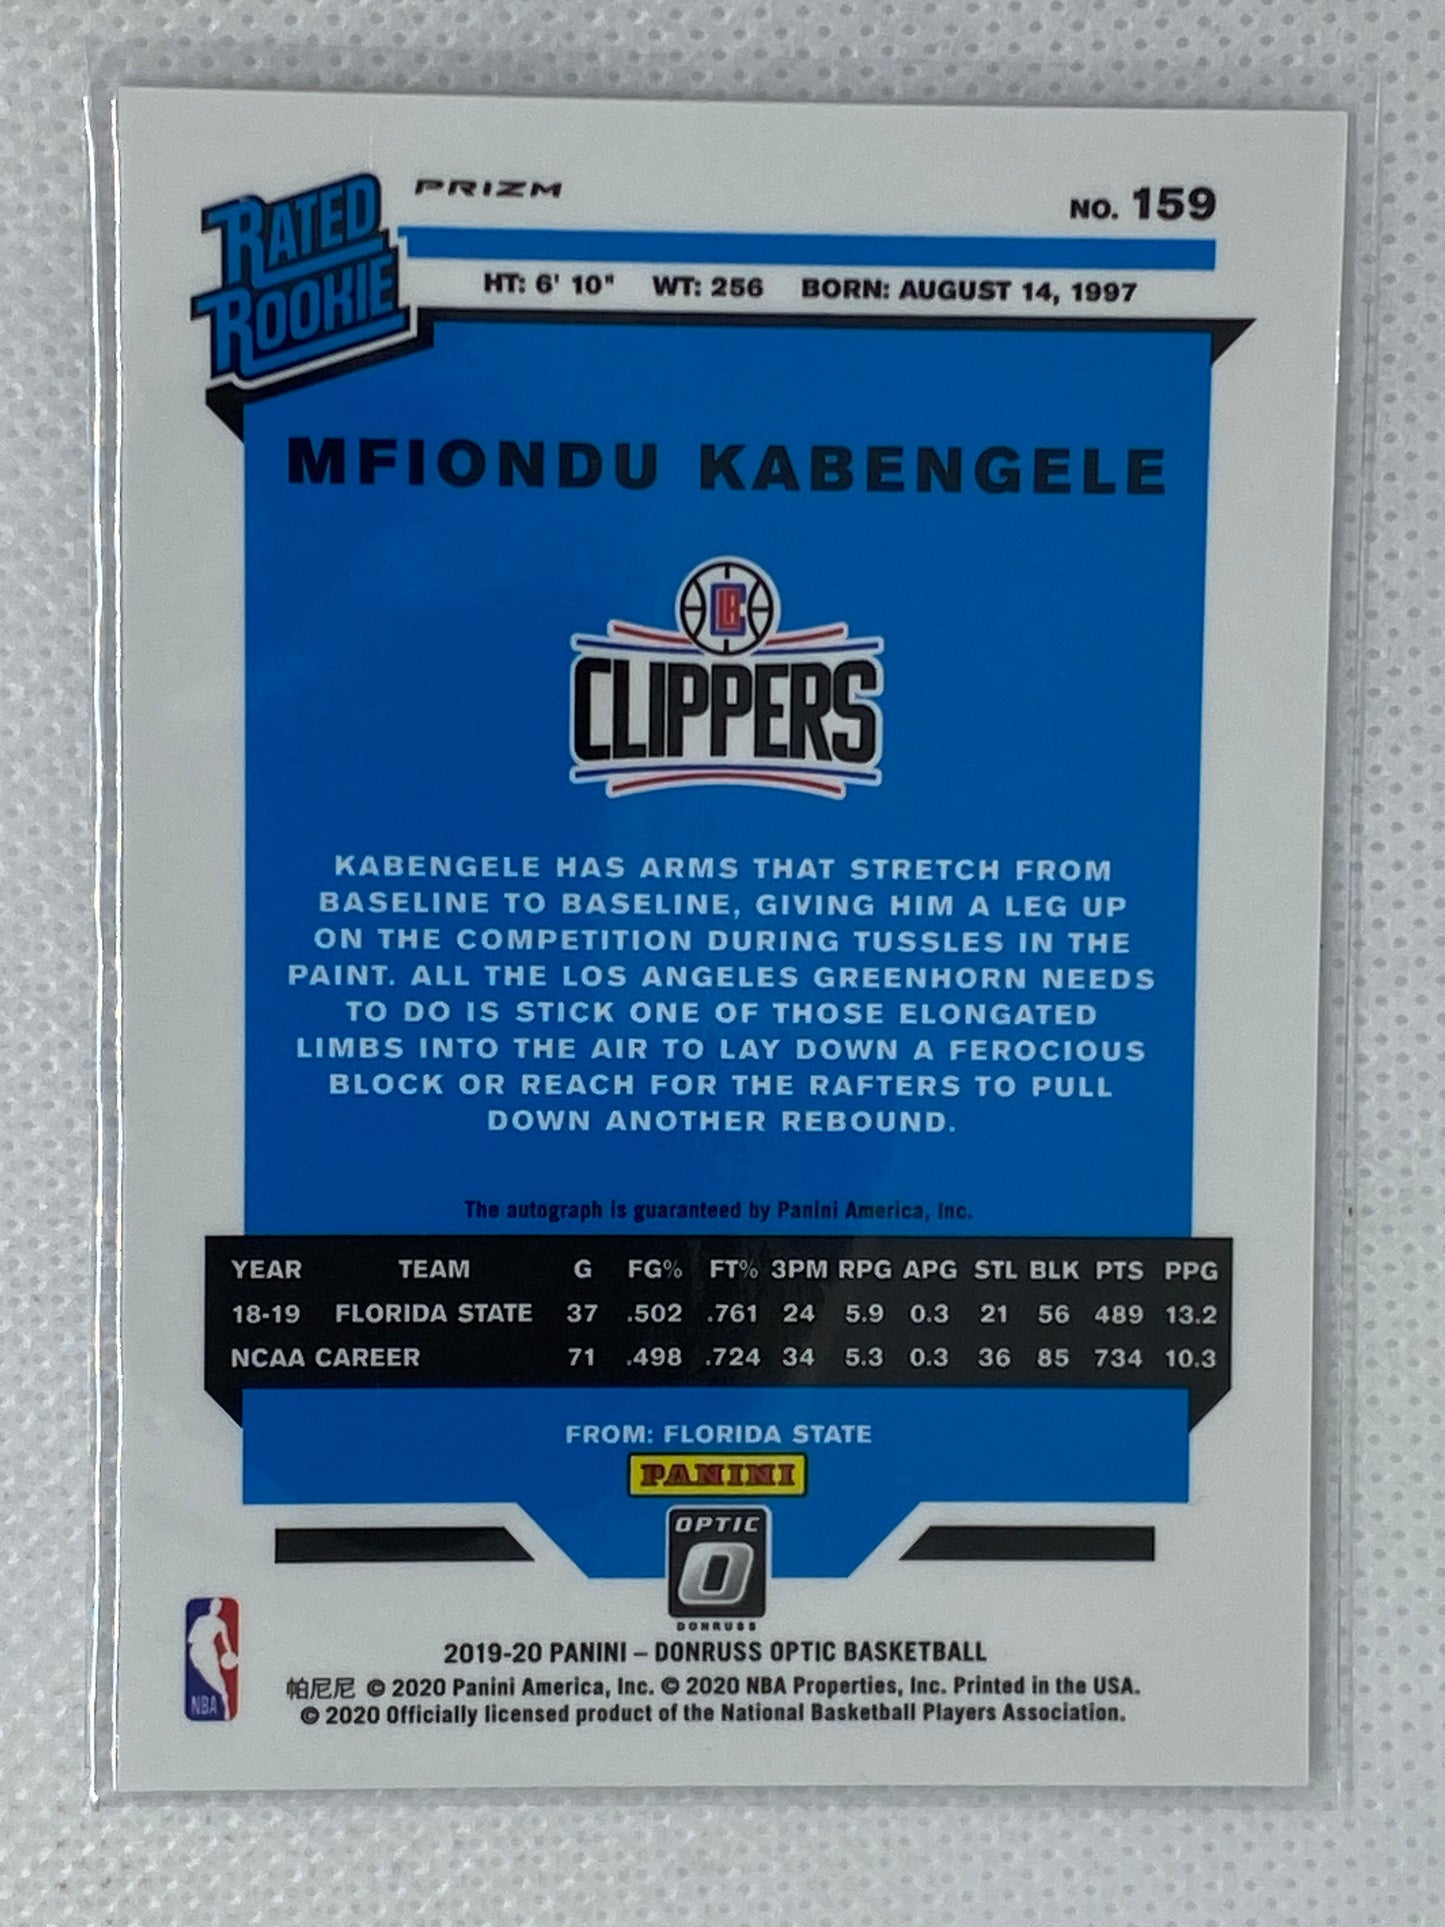 RATED
ROOKIE
PRIZM
NO. 159
HT: 6' 10" WT: 256 BORN: AUGUST 14, 1997
MFIONDU KABENGELE
LAC
CLIPPERS
KABENGELE HAS ARMS THAT STRETCH FROM
BASELINE TO BASELINE, GIVING HIM A LEG UP
ON THE COMPETITION DURING TUSSLES IN THE
PAINT. ALL THE LOS ANGELES GREENHORN NEEDS
TO DO IS STICK ONE OF THOSE ELONGATED
LIMBS INTO THE AIR TO LAY DOWN A FEROCIOUS
BLOCK OR REACH FOR THE RAFTERS TO PULL
DOWN ANOTHER REBOUND.
The autograph is guaranteed by Panini America, Inc.
YEAR TEAM G FG% FT% 3PM RPG APG STL BLK PTS PPG
18-19 FLORIDA STATE 37 .502 .761 24 5.9 0.3 21 56 489 13.2
NCAA CAREER 71 .498 .724 34 5.3 0.3 36 85 734 10.3
FROM: FLORIDA STATE
PANINI
OPTIC
O
DONRUSS
NBA
2019-20 PANINI – DONRUSS OPTIC BASKETBALL
帕尼尼 © 2020 Panini America, Inc. © 2020 NBA Properties, Inc. Printed in the USA.
© 2020 Officially licensed product of the National Basketball Players Association.